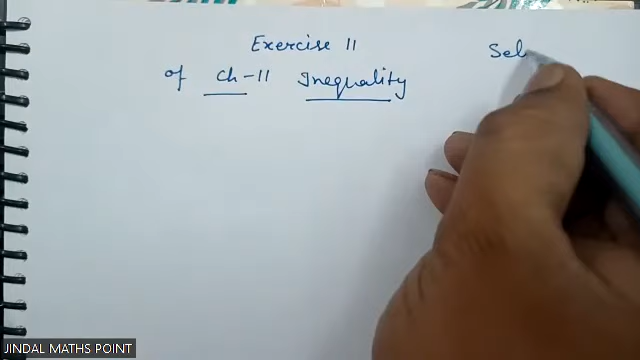 Exercise 11
Sel
of Ch-11 Inequality
JINDAL MATHS POINT